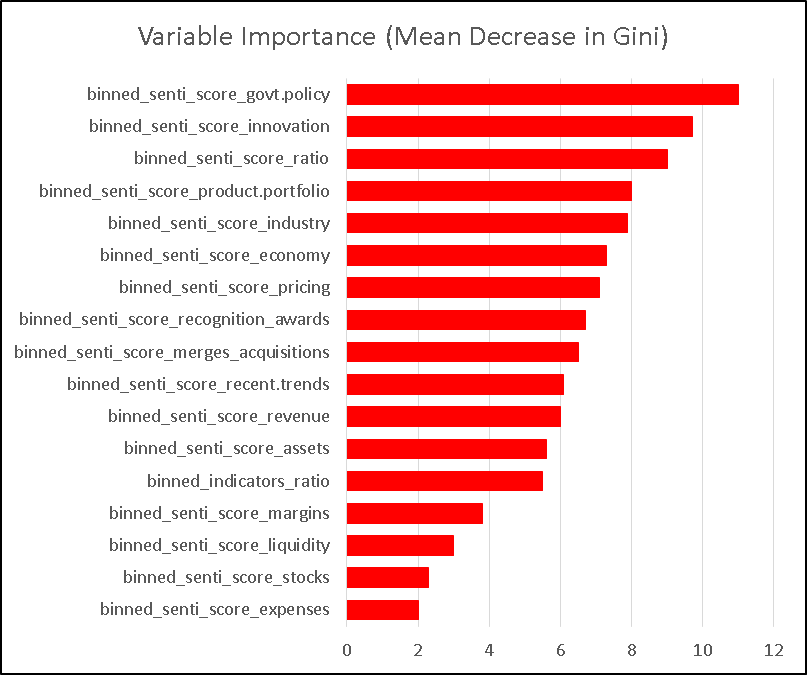 Variable Importance (Mean Decrease in Gini)
binned_senti_score_govt.policy
binned_senti_score_innovation
binned_senti_score_ratio
binned_senti_score_product.portfolio
binned_senti_score_industry
binned_senti_score_economy
binned_senti_score_pricing
binned_senti_score_recognition_awards
binned_senti_score_merges_acquisitions
binned_senti_score_recent.trends
binned_senti_score_revenue
binned_senti_score_assets
binned_indicators_ratio
binned_senti_score_margins
binned_senti_score_liquidity
binned_senti_score_stocks
binned_senti_score_expenses
0 2 4 6 8 10 12